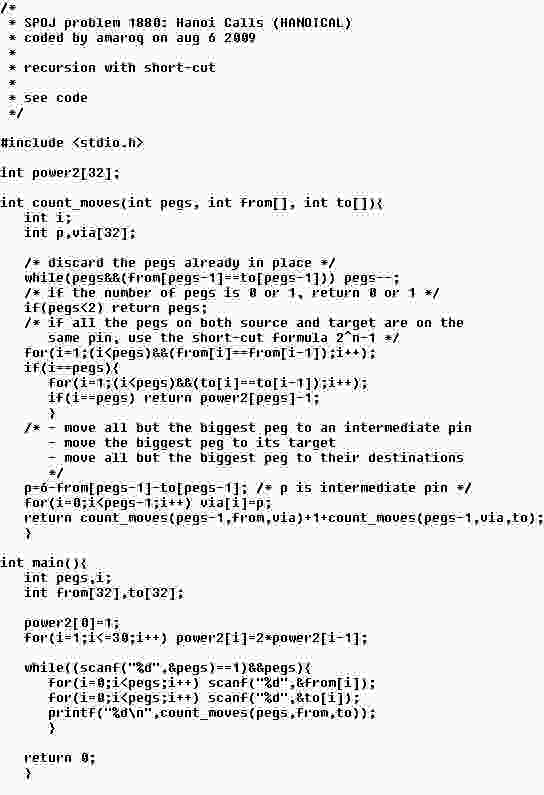 /*
 * SPOJ problem 1880: Hanoi Calls (HANOICAL)
 * coded by amaroq on aug 6 2009
 *
 * recursion with short-cut
 *
 * see code
 */

#include <stdio.h>

int power2[32];

int count_moves(int pegs, int from[], int to[]){
   int i;
   int p,via[32];

   /* discard the pegs already in place */
   while(pegs&&(from[pegs-1]==to[pegs-1])) pegs--;
   /* if the number of pegs is 0 or 1, return 0 or 1 */
   if(pegs<2) return pegs;
   /* if all the pegs on both source and target are on the
      same pin, use the short-cut formula 2^n-1 */
   for(i=1;(i<pegs)&&(from[i]==from[i-1]);i++);
   if(i==pegs){
      for(i=1;(i<pegs)&&(to[i]==to[i-1]);i++);
      if(i==pegs) return power2[pegs]-1;
      }
   /* - move all but the biggest peg to an intermediate pin
      - move the biggest peg to its target
      - move all but the biggest peg to their destinations
      */
   p=6-from[pegs-1]-to[pegs-1]; /* p is intermediate pin */
   for(i=0;i<pegs-1;i++) via[i]=p;
   return count_moves(pegs-1,from,via)+1+count_moves(pegs-1,via,to);
   }

int main(){
   int pegs,i;
   int from[32],to[32];

   power2[0]=1;
   for(i=1;i<=30;i++) power2[i]=2*power2[i-1];

   while((scanf("%d",&pegs)==1)&&pegs){
      for(i=0;i<pegs;i++) scanf("%d",&from[i]);
      for(i=0;i<pegs;i++) scanf("%d",&to[i]);
      printf("%d\n",count_moves(pegs,from,to));
      }

   return 0;
   }